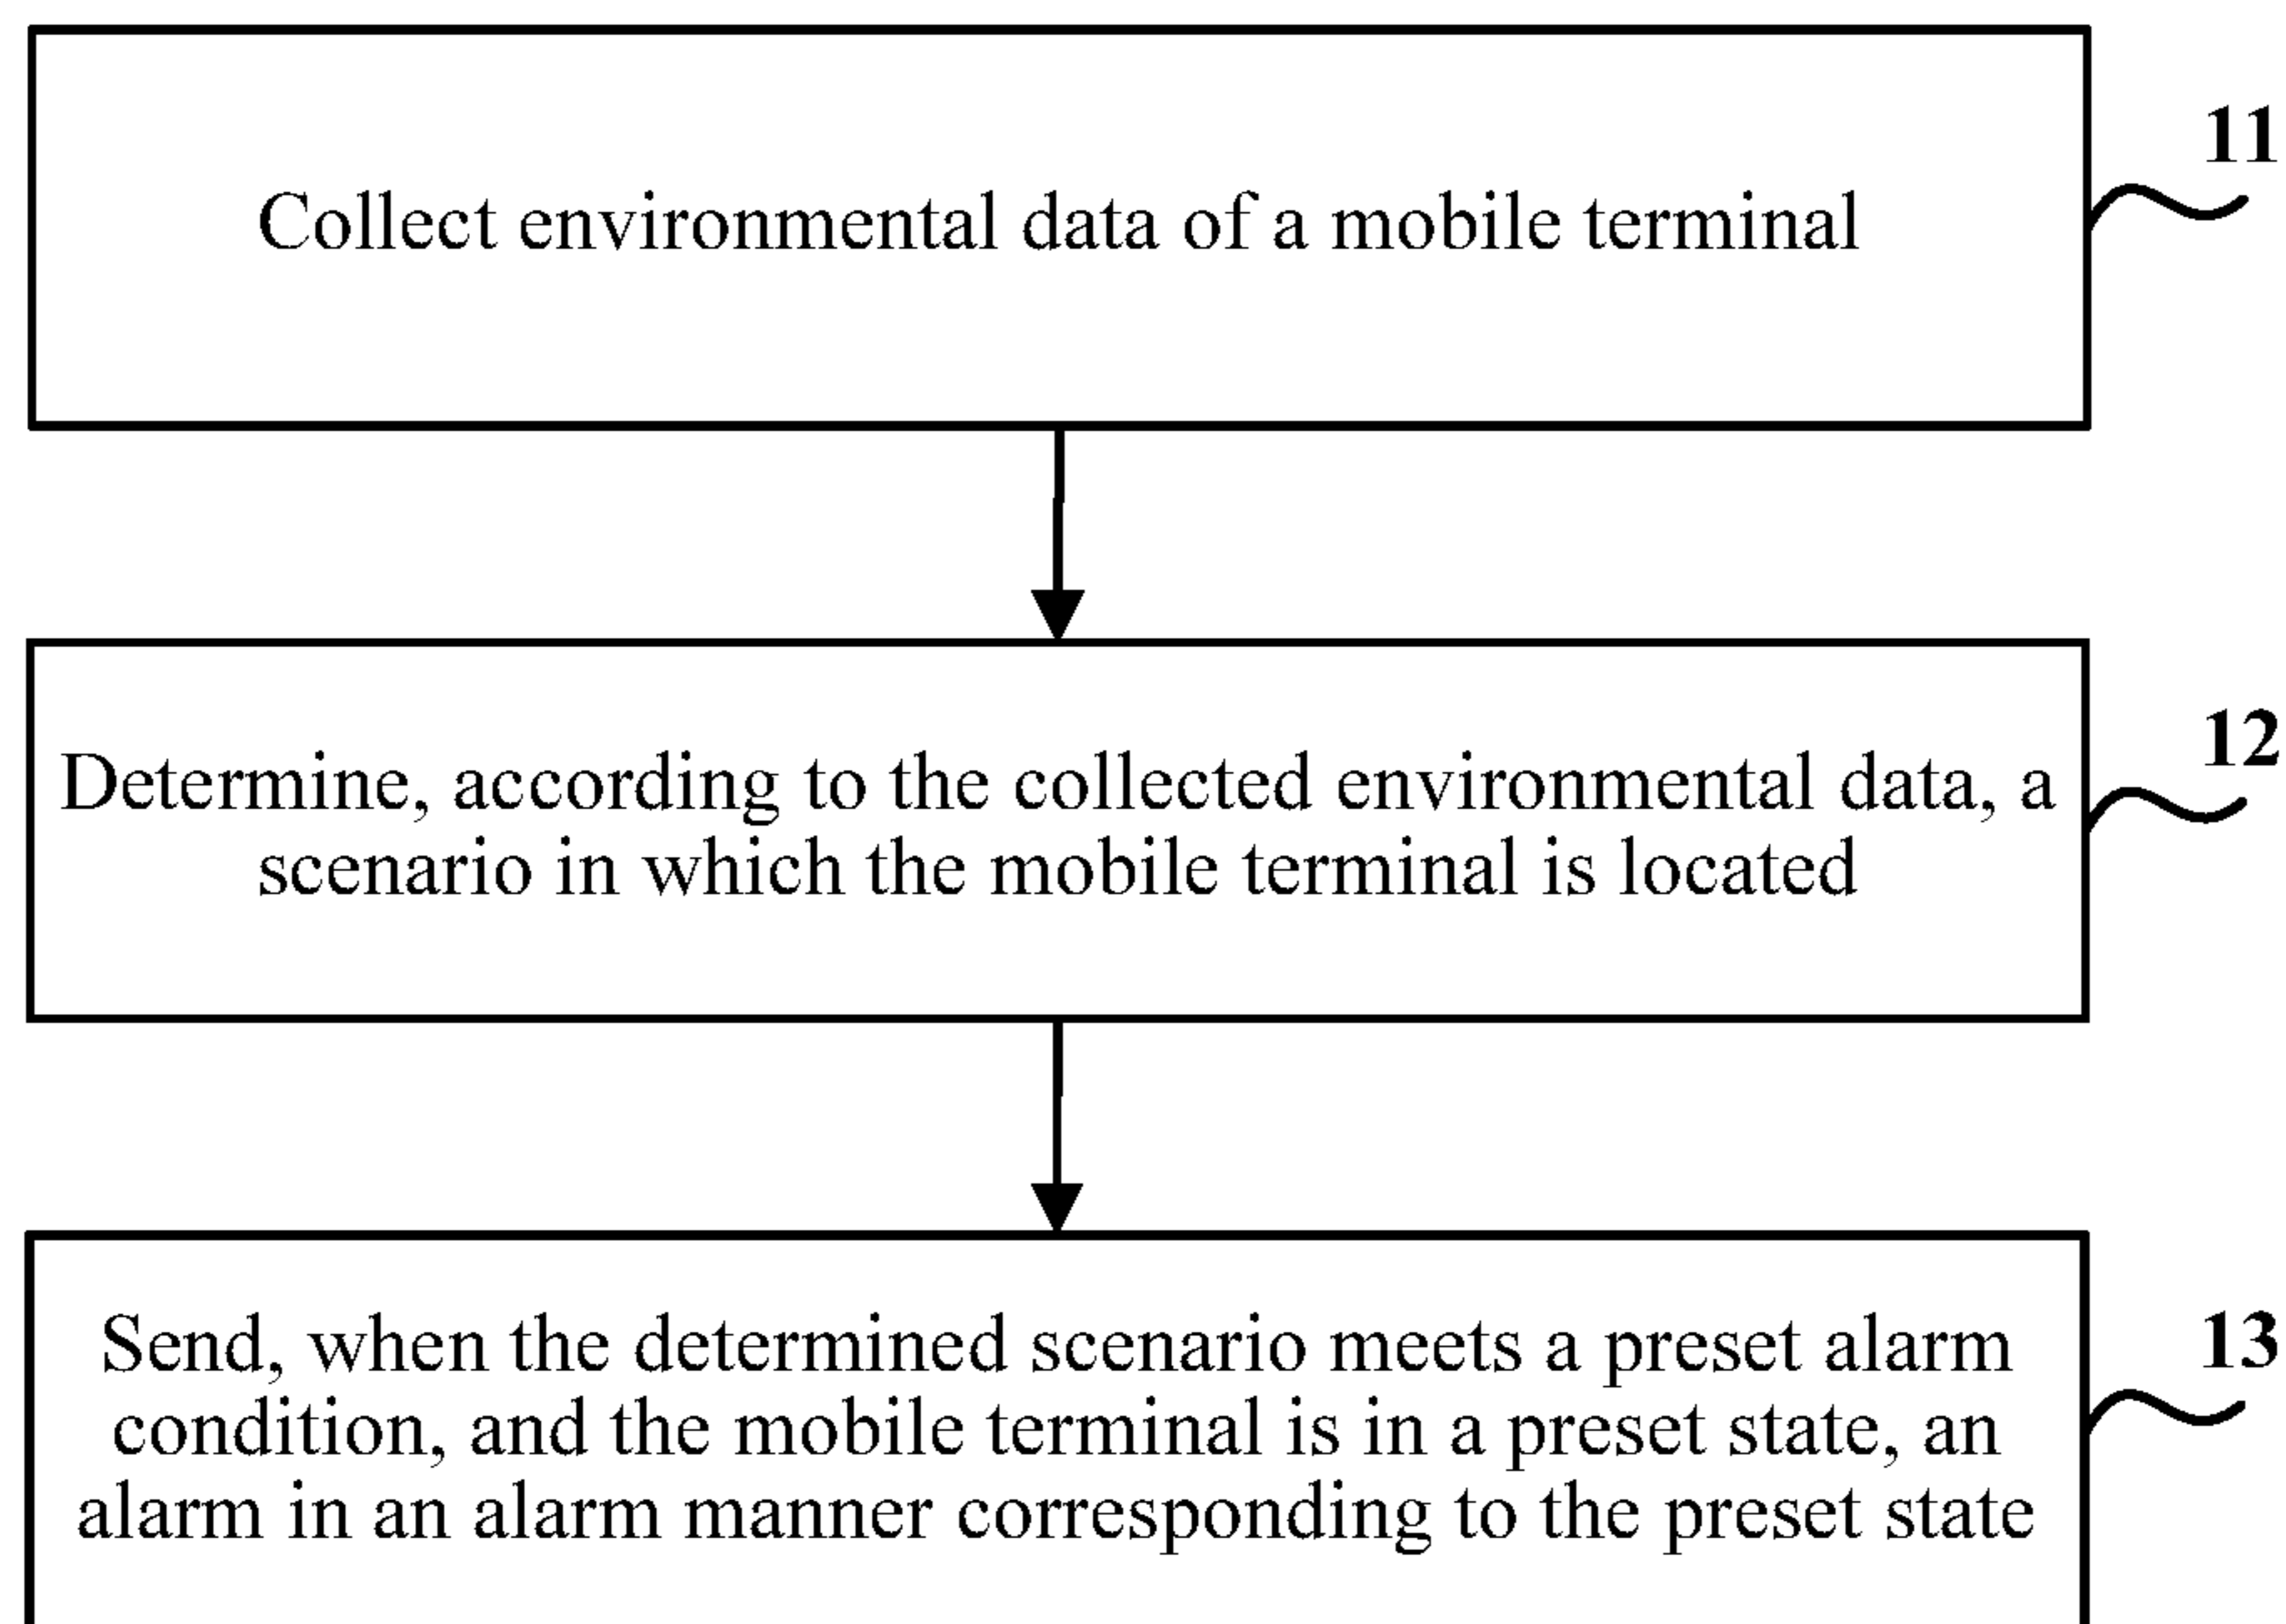 11
Collect environmental data of a mobile terminal
12
Determine, according to the collected environmental data, a
scenario in which the mobile terminal is located
13
Send, when the determined scenario meets a preset alarm
condition, and the mobile terminal is in a preset state, an
alarm in an alarm manner corresponding to the preset state